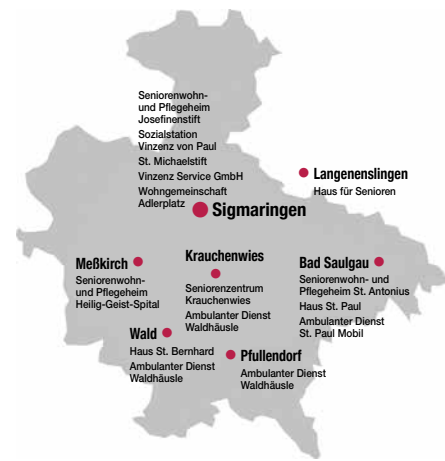 Seniorenwohn-
und Pflegeheim
Josefinenstift
Sozialstation
Vinzenz von Paul
St. Michaelstift
Vinzenz Service GmbH
Wohngemeinschaft
Adlerplatz
Sigmaringen
Langenenslingen
Haus für Senioren
Meßkirch
Seniorenwohn-
und Pflegeheim
Heilig-Geist-Spital
Krauchenwies
Seniorenzentrum
Krauchenwies
Ambulanter Dienst
Waldhäusle
Bad Saulgau
Seniorenwohn- und
Pflegeheim St. Antonius
Haus St. Paul
Ambulanter Dienst
St. Paul Mobil
Wald
Haus St. Bernhard
Ambulanter Dienst
Waldhäusle
Pfullendorf
Ambulanter Dienst
Waldhäusle